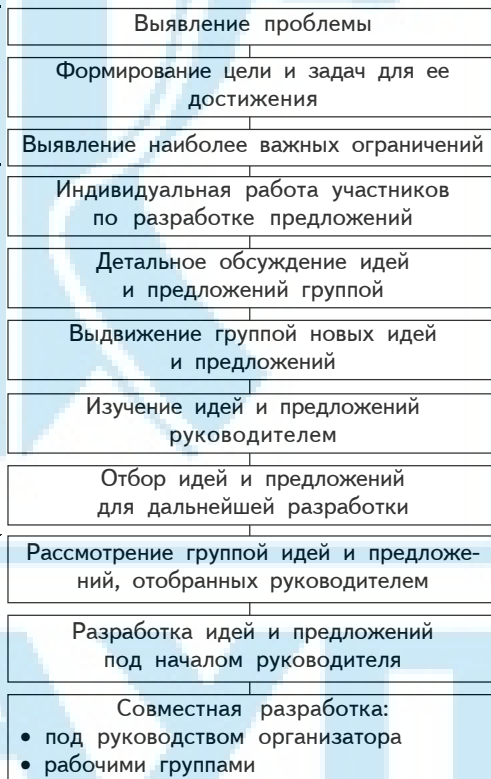 Выявление проблемы
Формирование цели и задач для ее
достижения
Выявление наиболее важных ограничений
Индивидуальная работа участников
по разработке предложений
Детальное обсуждение идей
и предложений группой
Выдвижение группой новых идей
и предложений
Изучение идей и предложений
руководителем
Отбор идей и предложений
для дальнейшей разработки
Рассмотрение группой идей и предложе-
ний, отобранных руководителем
Разработка идей и предложений
под началом руководителя
Совместная разработка:
• под руководством организатора
• рабочими группами